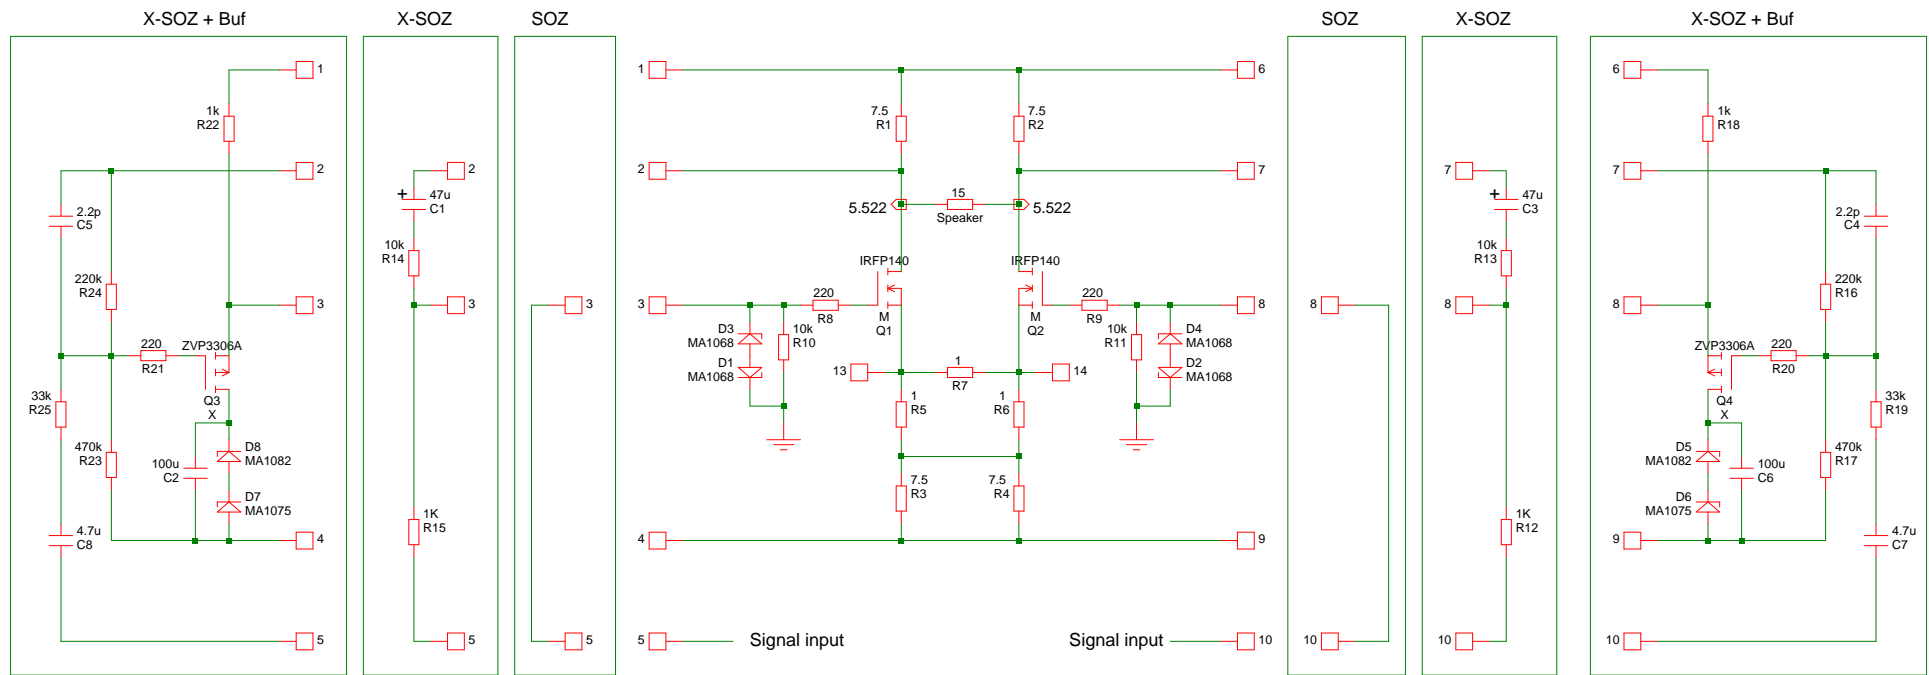 X-SOZ + Buf
X-SOZ
SOZ
SOZ
X-SOZ
X-SOZ + Buf
1
1k
R22
2
2.2p
C5
220k
R24
3
220
R21
ZVP3306A
Q3
X
33k
R25
470k
R23
100u
C2
D8
MA1082
D7
MA1075
4.7u
C8
4
5
2
+
47u
C1
10k
R14
3
1K
R15
5
3
5
1
6
7.5
R1
7.5
R2
2
7
15
Speaker
5.522
5.522
IRFP140
IRFP140
3
8
220
R8
M
Q1
M
Q2
220
R9
D3
MA1068
D1
MA1068
10k
R10
10k
R11
D4
MA1068
D2
MA1068
13
1
R7
14
1
R5
1
R6
7.5
R3
7.5
R4
4
9
5
Signal input
Signal input
10
8
10
7
+
47u
C3
10k
R13
8
1K
R12
10
6
1k
R18
7
2.2p
C4
220k
R16
8
ZVP3306A
220
R20
Q4
X
33k
R19
D5
MA1082
D6
MA1075
100u
C6
470k
R17
9
4.7u
C7
10